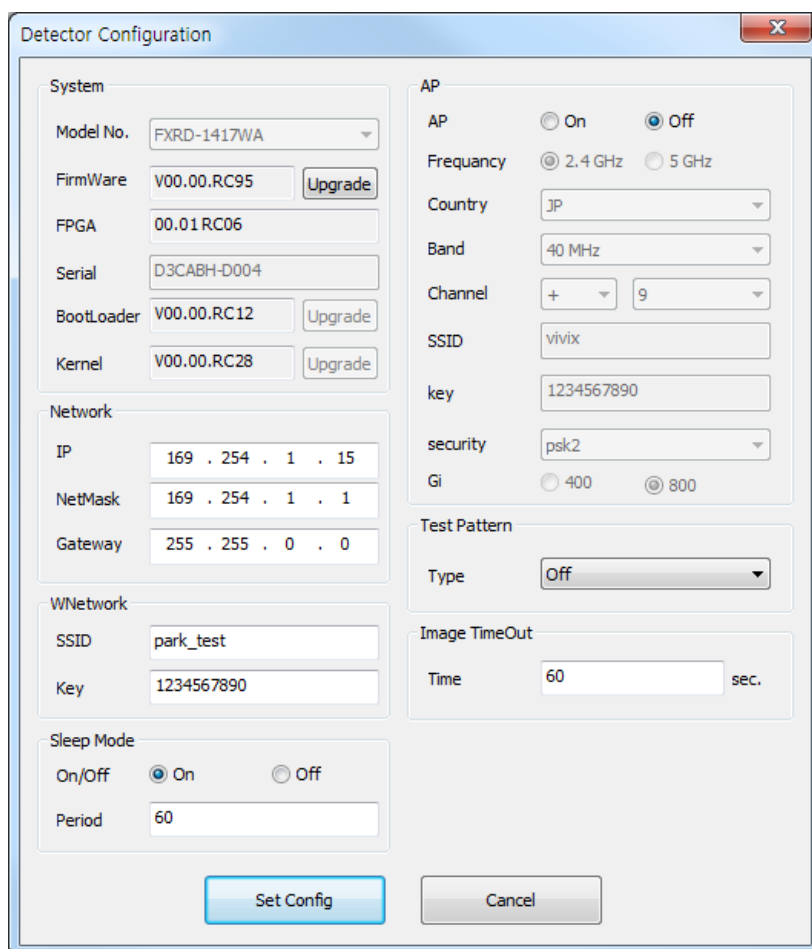 Detector Configuration
System
Model No. FXRD-1417WA
FirmWare V00.00.RC95 Upgrade
FPGA 00.01 RC06
Serial D3CABH-D004
BootLoader V00.00.RC12 Upgrade
Kernel V00.00.RC28 Upgrade
Network
IP 169 . 254 . 1 . 15
NetMask 169 . 254 . 1 . 1
Gateway 255 . 255 . 0 . 0
WNetwork
SSID park_test
Key 1234567890
Sleep Mode
On/Off On Off
Period 60
AP
AP On Off
Frequancy 2.4 GHz 5 GHz
Country JP
Band 40 MHz
Channel + 9
SSID vivix
key 1234567890
security psk2
Gi 400 800
Test Pattern
Type Off
Image TimeOut
Time 60 sec.
Set Config Cancel